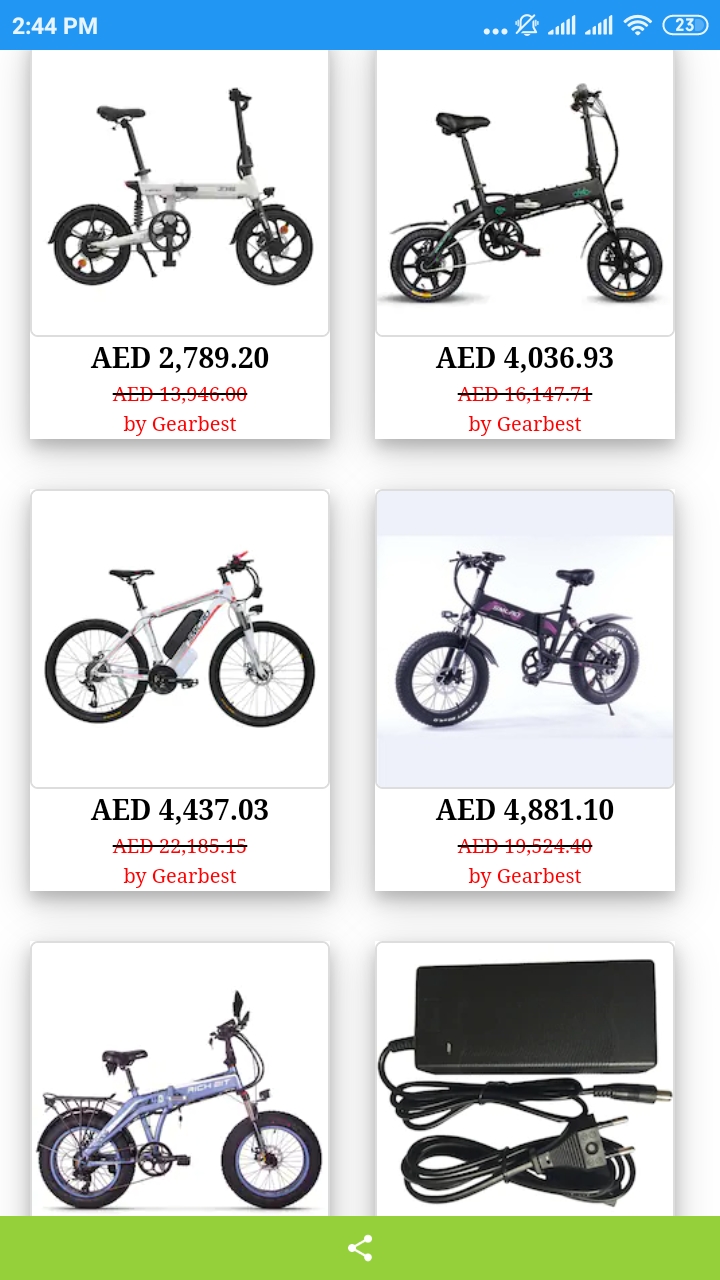 2:44 PM
23
AED 2,789.20
AED 13,946.00
by Gearbest
AED 4,036.93
AED 16,147.71
by Gearbest
AED 4,437.03
AED 22,185.15
by Gearbest
AED 4,881.10
AED 19,524.40
by Gearbest
RICH BIT